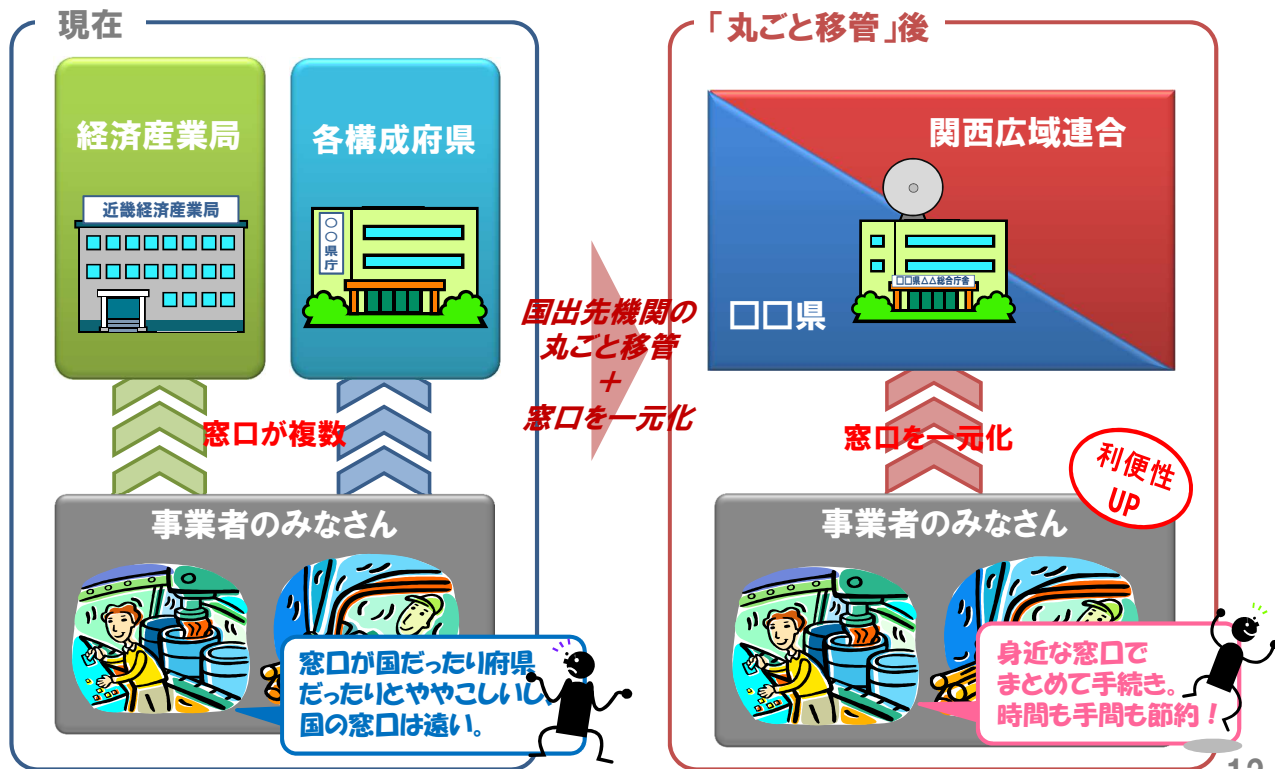 現在
経済産業局
近畿経済産業局
各構成府県
○○県庁
窓口が複数
事業者のみなさん
窓口が国だったり府県
だったりとややこしいし、
国の窓口は遠い。
国出先機関の
丸ごと移管
＋
窓口を一元化
「丸ごと移管」後
関西広域連合
□□県△△総合庁舎
□□県
窓口を一元化
利便性
UP
事業者のみなさん
身近な窓口で
まとめて手続き。
時間も手間も節約！